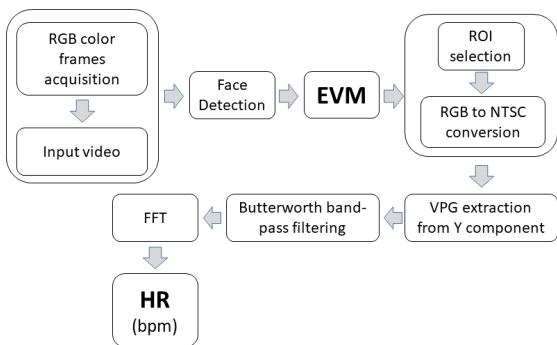 RGB color
frames
acquisition
Input video
Face
Detection
EVM
ROI
selection
RGB to NTSC
conversion
VPG extraction
from Y component
Butterworth band-
pass filtering
FFT
HR
(bpm)